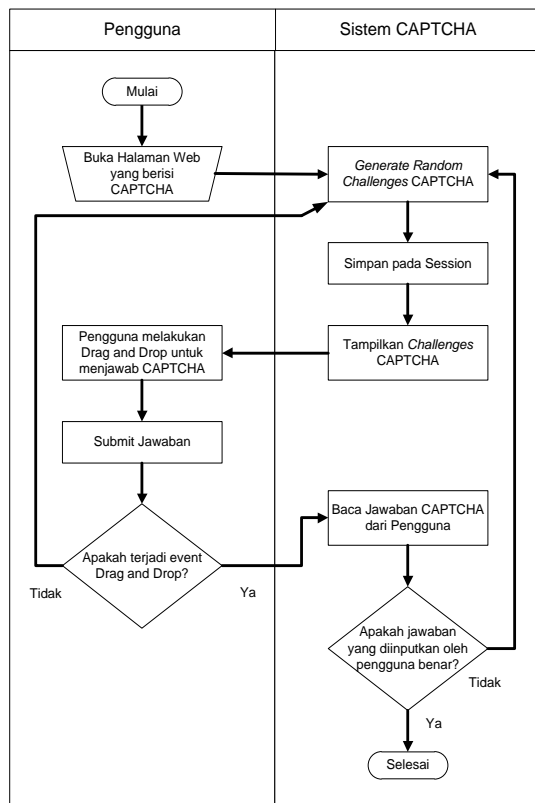 Pengguna
Sistem CAPTCHA
Mulai
Buka Halaman Web
yang berisi
CAPTCHA
Generate Random
Challenges CAPTCHA
Simpan pada Session
Tampilkan Challenges
CAPTCHA
Pengguna melakukan
Drag and Drop untuk
menjawab CAPTCHA
Submit Jawaban
Apakah terjadi event
Drag and Drop?
Tidak
Ya
Baca Jawaban CAPTCHA
dari Pengguna
Apakah jawaban
yang diinputkan oleh
pengguna benar?
Tidak
Ya
Selesai